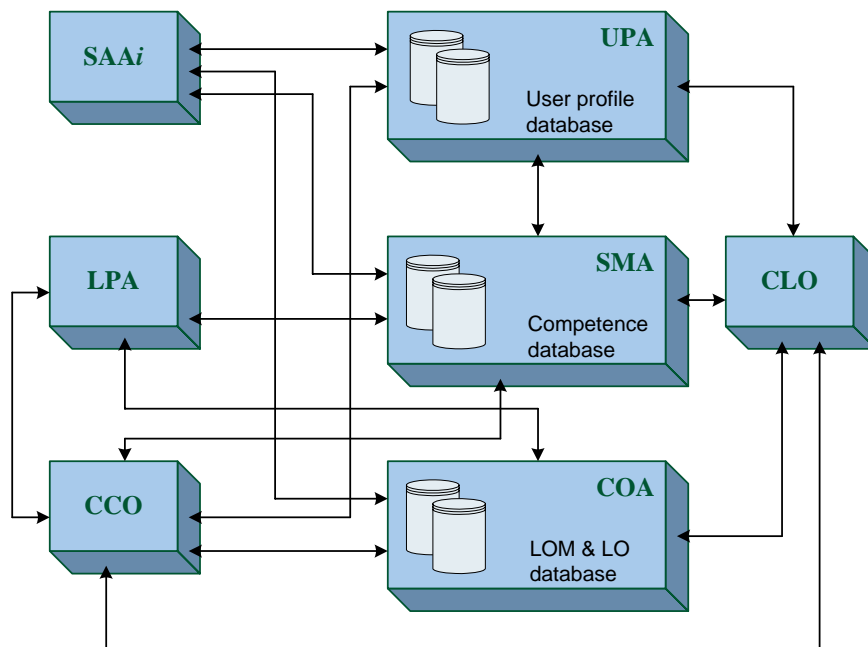 SAAi
UPA
User profile
database
LPA
SMA
Competence
database
CLO
CCO
COA
LOM & LO
database